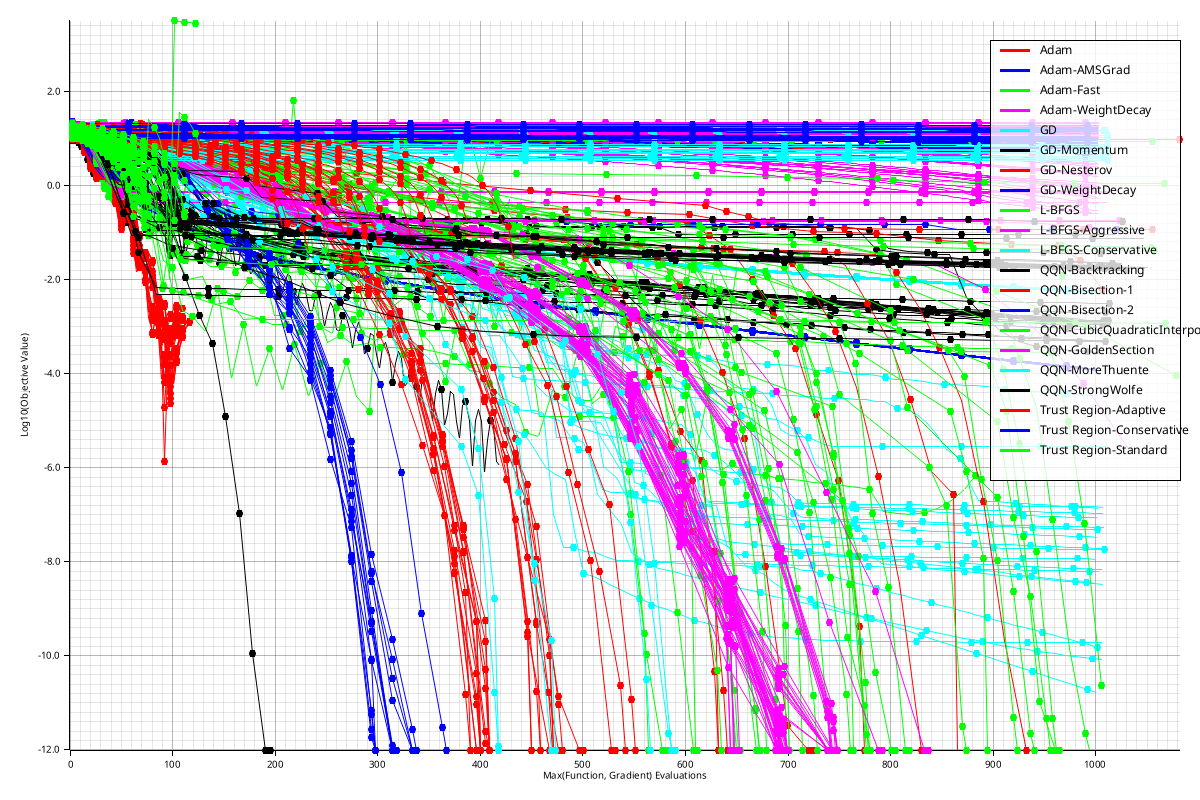 2.0
0.0
-2.0
-4.0
-6.0
-8.0
-10.0
-12.0
Log10(Objective Value)
0 100 200 300 400 500 600 700 800 900 1000
Max(Function, Gradient) Evaluations
Adam
Adam-AMSGrad
Adam-Fast
Adam-WeightDecay
GD
GD-Momentum
GD-Nesterov
GD-WeightDecay
L-BFGS
L-BFGS-Aggressive
L-BFGS-Conservative
QQN-Backtracking
QQN-Bisection-1
QQN-Bisection-2
QQN-CubicQuadraticInterpo
QQN-GoldenSection
QQN-MoreThuente
QQN-StrongWolfe
Trust Region-Adaptive
Trust Region-Conservative
Trust Region-Standard